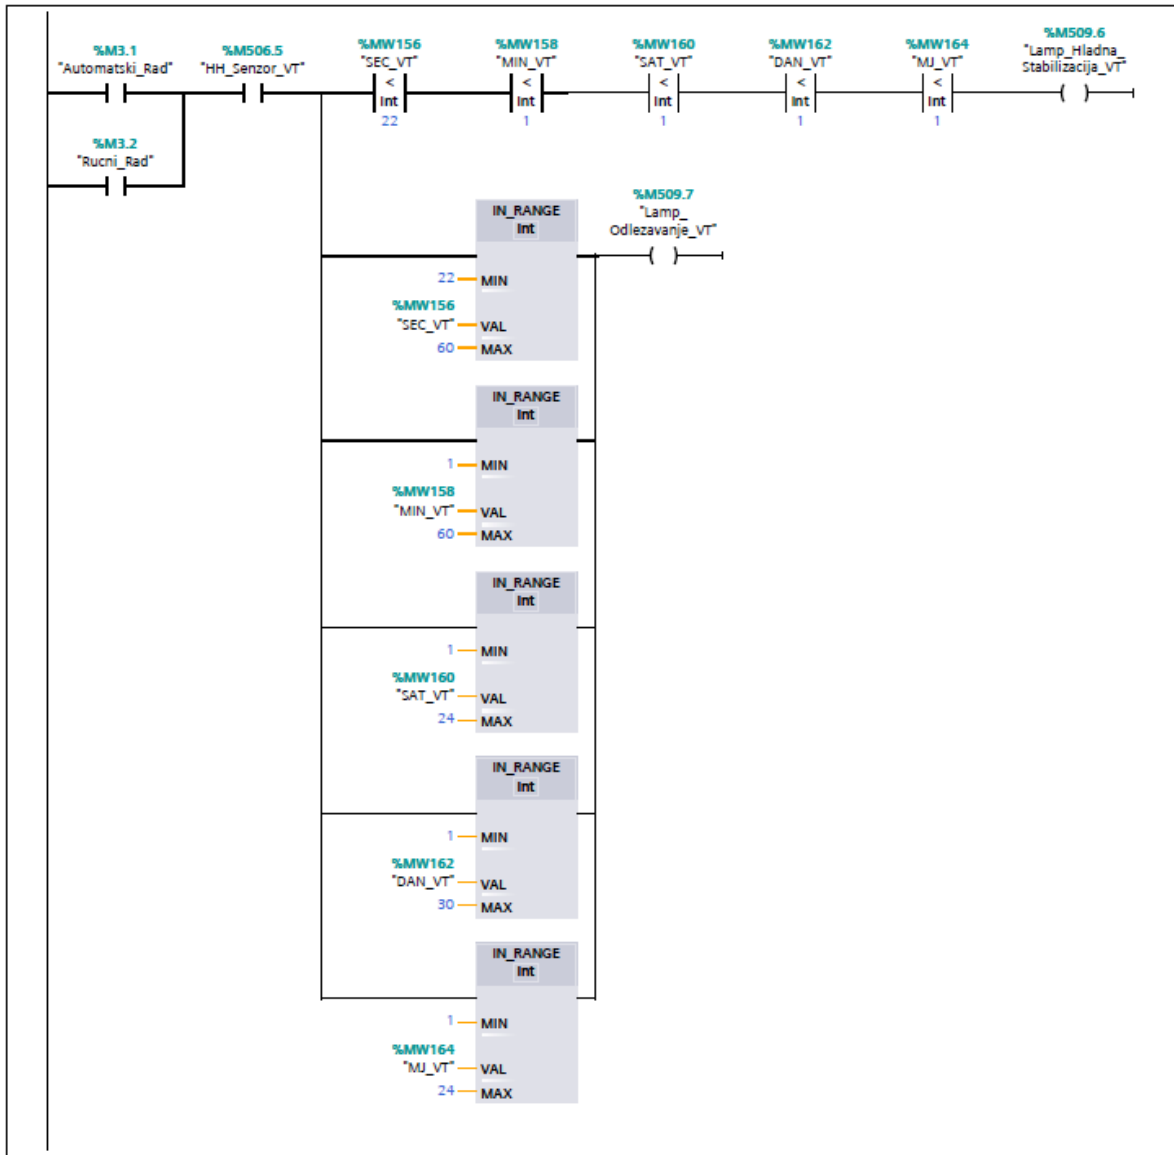 %M3.1
"Automatski_Rad"
%M506.5
"HH_Senzor_VT"
%MW156
"SEC_VT"
<
Int
22
%MW158
"MIN_VT"
<
Int
1
%MW160
"SAT_VT"
<
Int
1
%MW162
"DAN_VT"
<
Int
1
%MW164
"MJ_VT"
<
Int
1
%M509.6
"Lamp_Hladna_
Stabilizacija_VT"
%M3.2
"Rucni_Rad"
%M509.7
"Lamp_
Odlezavanje_VT"
IN_RANGE
Int
22 MIN
%MW156
"SEC_VT" VAL
60 MAX
IN_RANGE
Int
1 MIN
%MW158
"MIN_VT" VAL
60 MAX
IN_RANGE
Int
1 MIN
%MW160
"SAT_VT" VAL
24 MAX
IN_RANGE
Int
1 MIN
%MW162
"DAN_VT" VAL
30 MAX
IN_RANGE
Int
1 MIN
%MW164
"MJ_VT" VAL
24 MAX